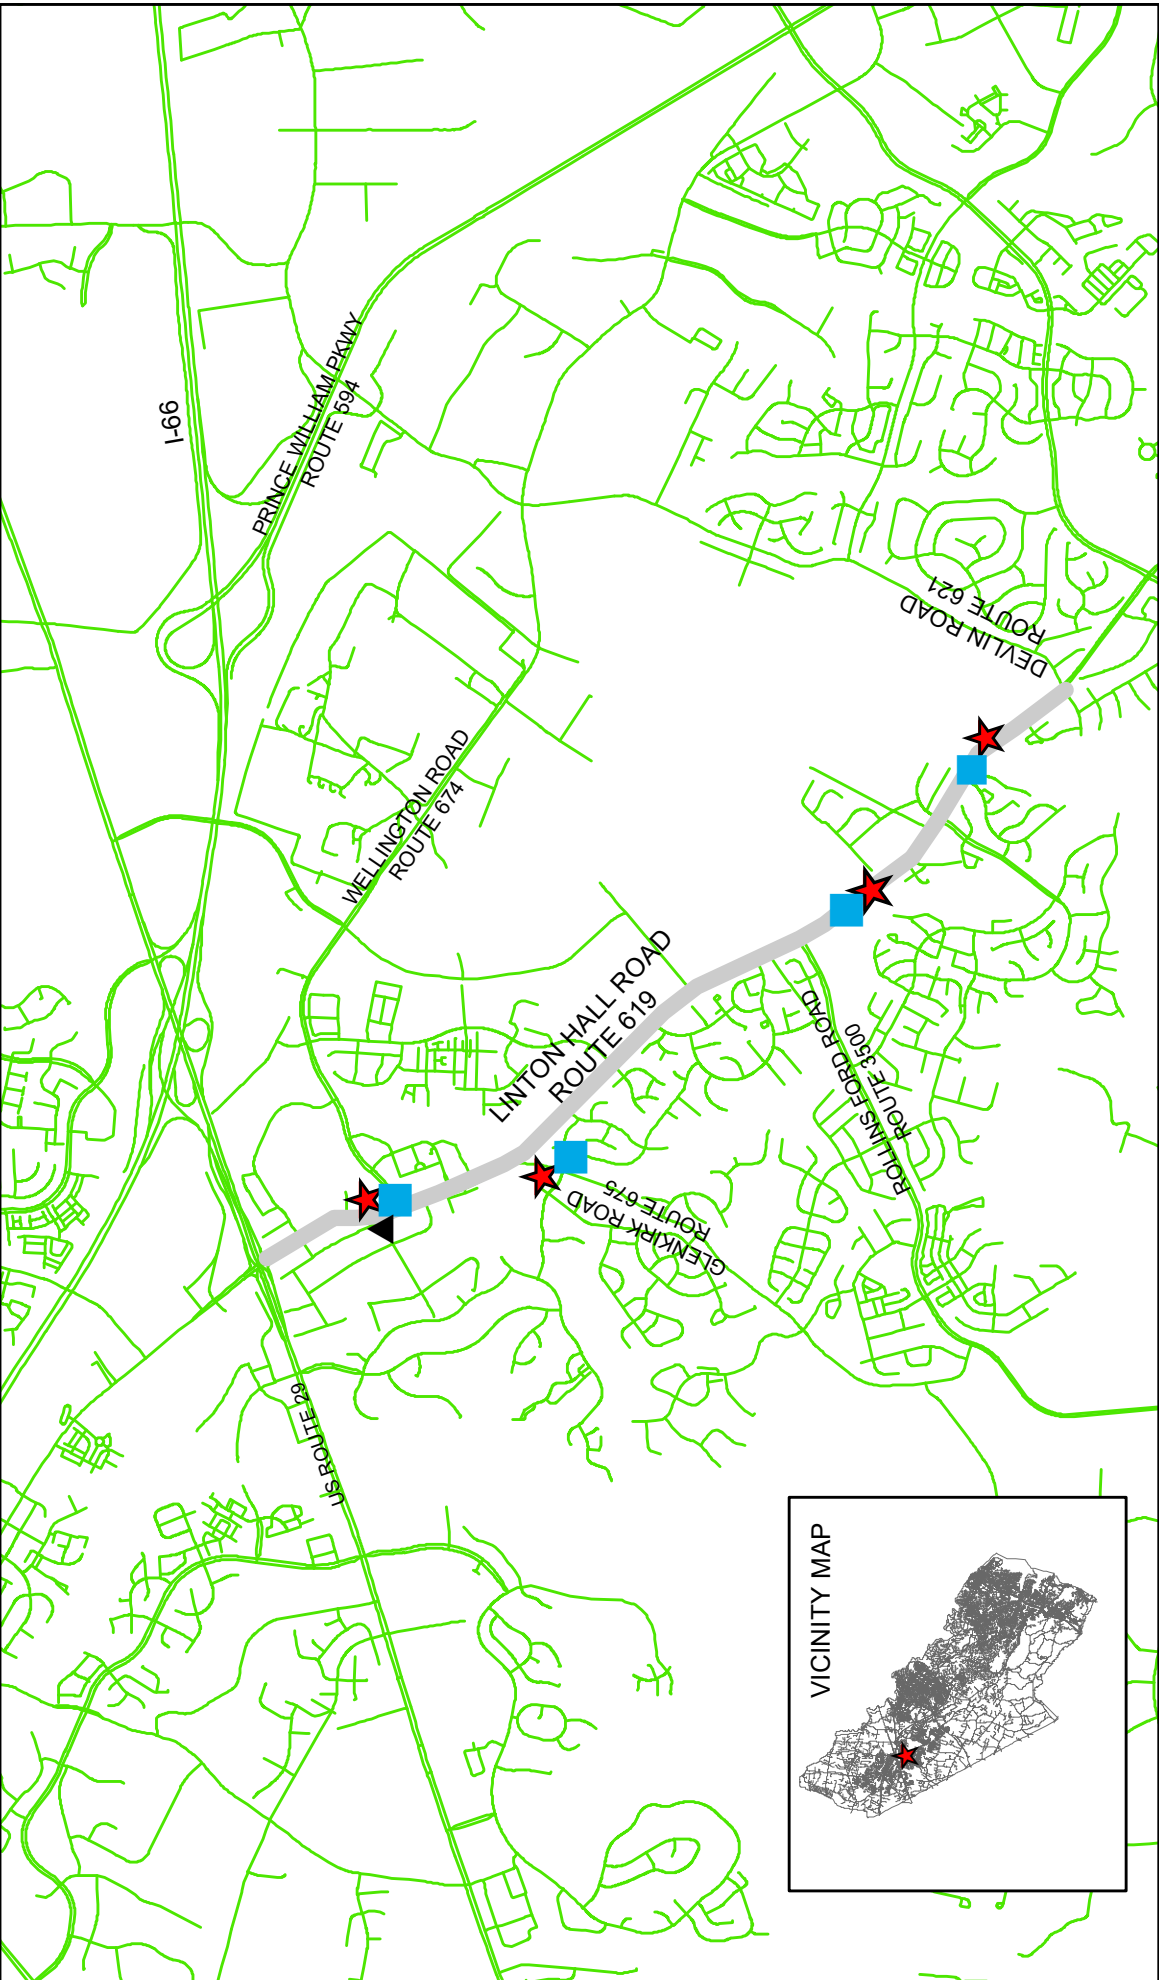 I-66
PRINCE WILLIAM PKWY
ROUTE 594
WELLINGTON ROAD
ROUTE 674
DEVLIN ROAD
ROUTE 621
LINTON HALL ROAD
ROUTE 619
ROLLINS FORD ROAD
ROUTE 3500
GLENKIRK ROAD
ROUTE 675
US ROUTE 29
VICINITY MAP